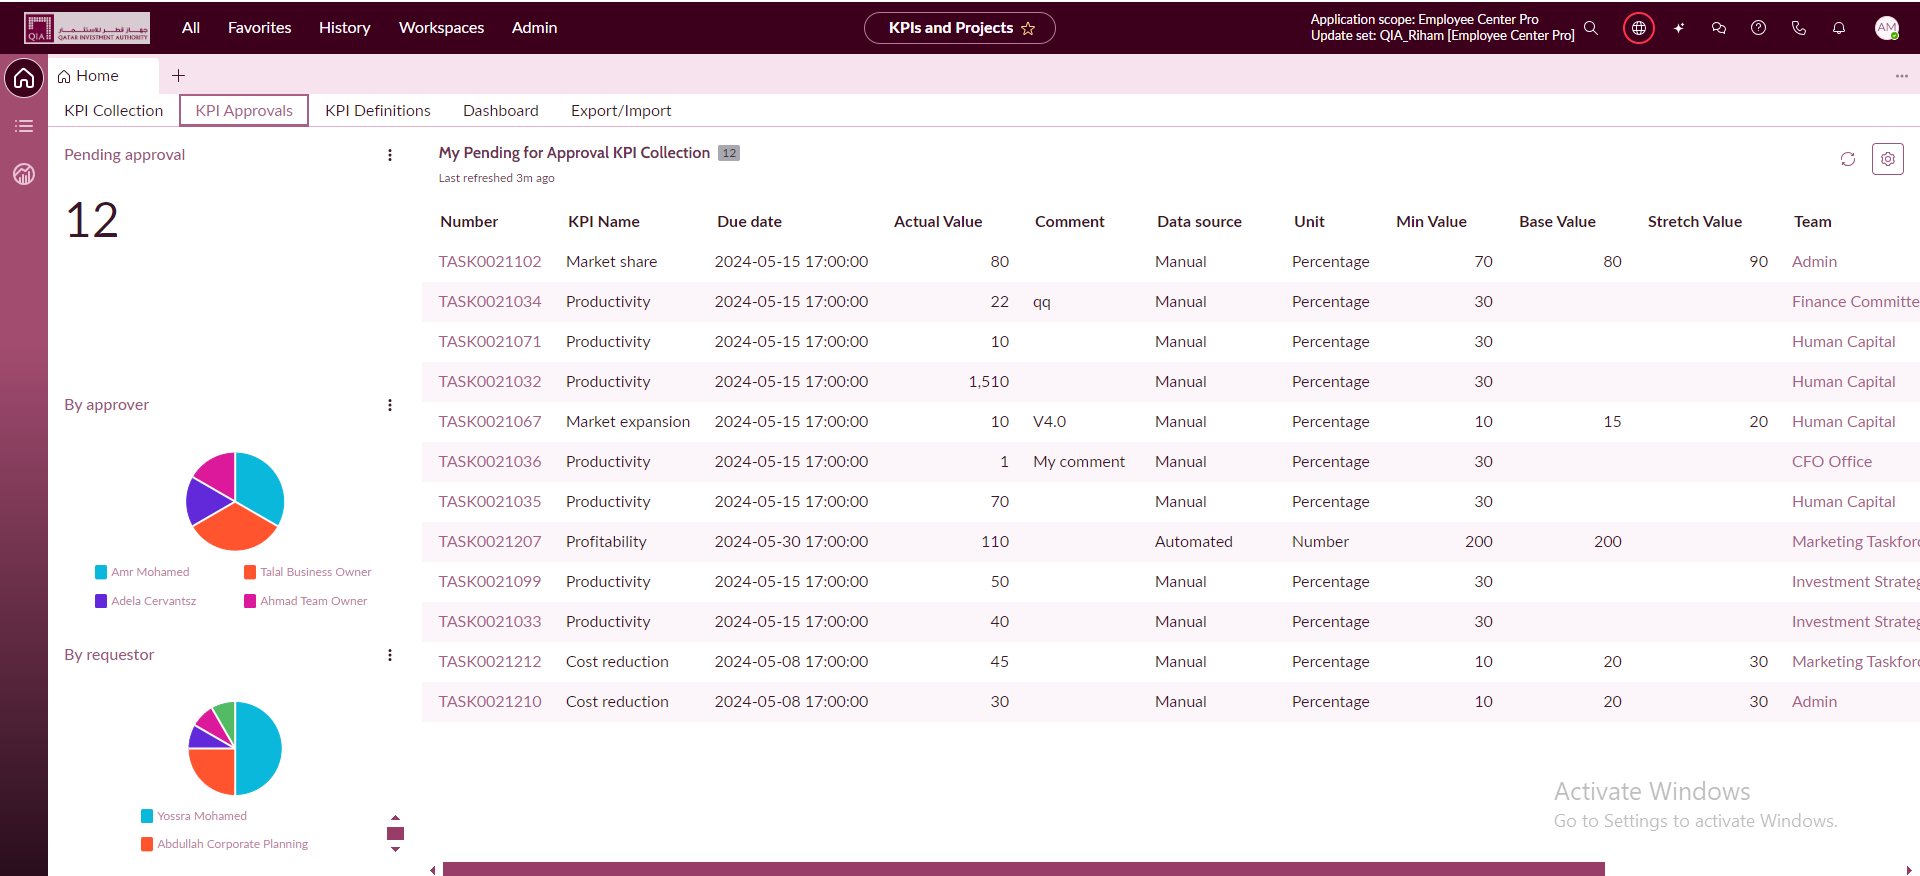 QIA
جهاز قطر للاستثمار
QATAR INVESTMENT AUTHORITY
All Favorites History Workspaces Admin
KPIs and Projects
Application scope: Employee Center Pro
Update set: QIA_Riham [Employee Center Pro]
AM
Home
KPI Collection KPI Approvals KPI Definitions Dashboard Export/Import
Pending approval
12
By approver
Amr Mohamed Talal Business Owner
Adela Cervantsz Ahmad Team Owner
By requestor
Yossra Mohamed
Abdullah Corporate Planning
My Pending for Approval KPI Collection 12
Last refreshed 3m ago
Number KPI Name Due date Actual Value Comment Data source Unit Min Value Base Value Stretch Value Team
TASK0021102 Market share 2024-05-15 17:00:00 80 Manual Percentage 70 80 90 Admin
TASK0021034 Productivity 2024-05-15 17:00:00 22 qq Manual Percentage 30 Finance Committe
TASK0021071 Productivity 2024-05-15 17:00:00 10 Manual Percentage 30 Human Capital
TASK0021032 Productivity 2024-05-15 17:00:00 1,510 Manual Percentage 30 Human Capital
TASK0021067 Market expansion 2024-05-15 17:00:00 10 V4.0 Manual Percentage 10 15 20 Human Capital
TASK0021036 Productivity 2024-05-15 17:00:00 1 My comment Manual Percentage 30 CFO Office
TASK0021035 Productivity 2024-05-15 17:00:00 70 Manual Percentage 30 Human Capital
TASK0021207 Profitability 2024-05-30 17:00:00 110 Automated Number 200 200 Marketing Taskforc
TASK0021099 Productivity 2024-05-15 17:00:00 50 Manual Percentage 30 Investment Strateg
TASK0021033 Productivity 2024-05-15 17:00:00 40 Manual Percentage 30 Investment Strateg
TASK0021212 Cost reduction 2024-05-08 17:00:00 45 Manual Percentage 10 20 30 Marketing Taskforc
TASK0021210 Cost reduction 2024-05-08 17:00:00 30 Manual Percentage 10 20 30 Admin
Activate Windows
Go to Settings to activate Windows.